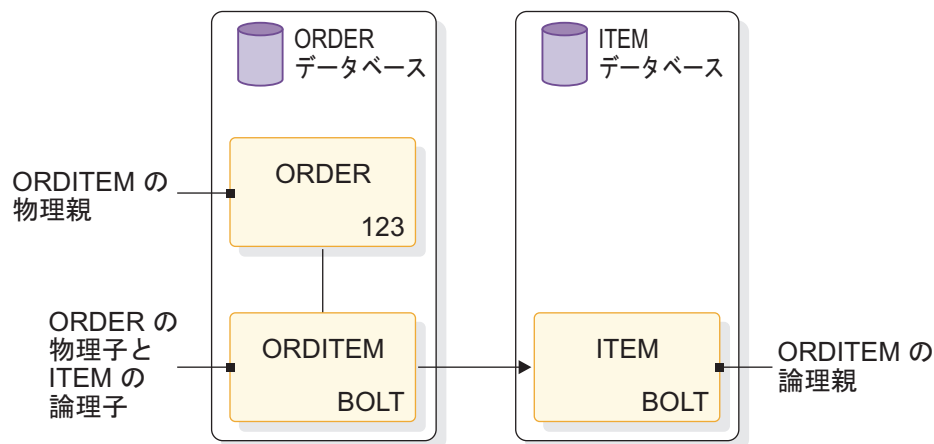 ORDER
データベース
ITEM
データベース
ORDITEM の
物理親
ORDER
123
ORDER の
物理子と
ITEM の
論理子
ORDITEM
BOLT
ITEM
BOLT
ORDITEM の
論理親